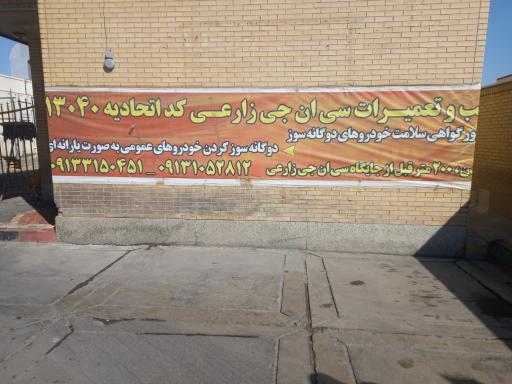 ب و تعمیرات سی ان جی زارعی کد اتحادیه ۱۳۰۴۰
ور گواهی سلامت خودروهای دوگانه سوز
دوگانه سوز کردن خودروهای عمومی به صورت یارانه ای
۲۰۰ متر قبل از جایگاه سی ان جی زارعی ۰۹۱۳۱۰۵۲۸۱۲ _ ۰۹۱۳۳۱۵۰۴۵۱